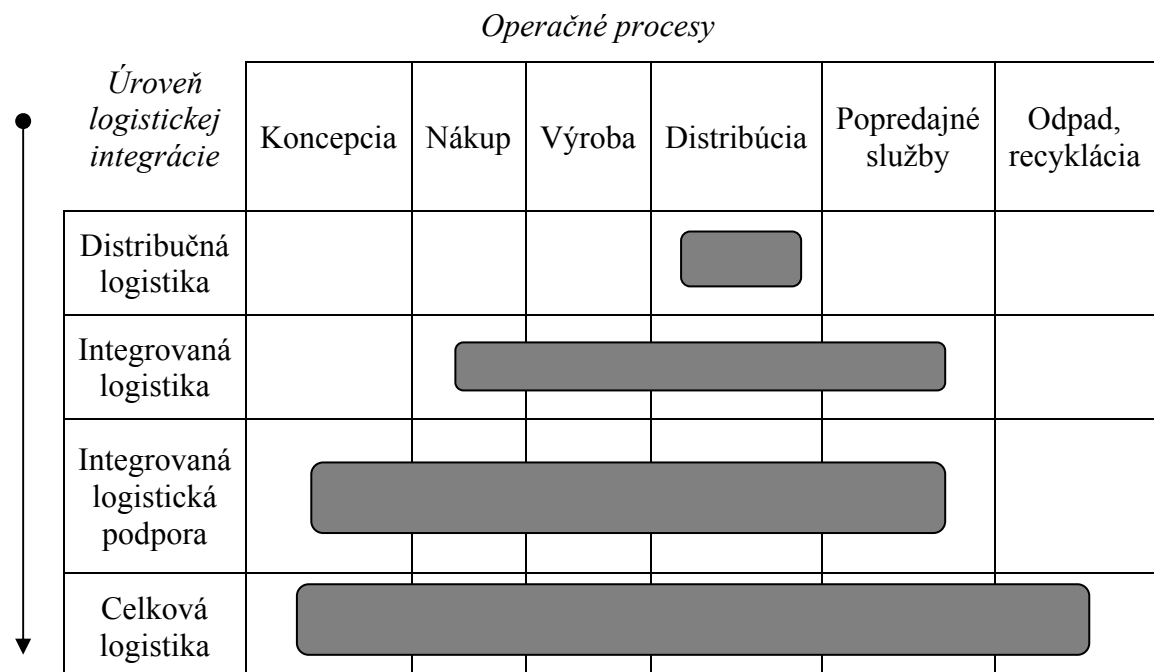 Operačné procesy
Úroveň
logistickej
integrácie
Koncepcia
Nákup
Výroba
Distribúcia
Popredajné
služby
Odpad,
recyklácia
Distribučná
logistika
Integrovaná
logistika
Integrovaná
logistická
podpora
Celková
logistika